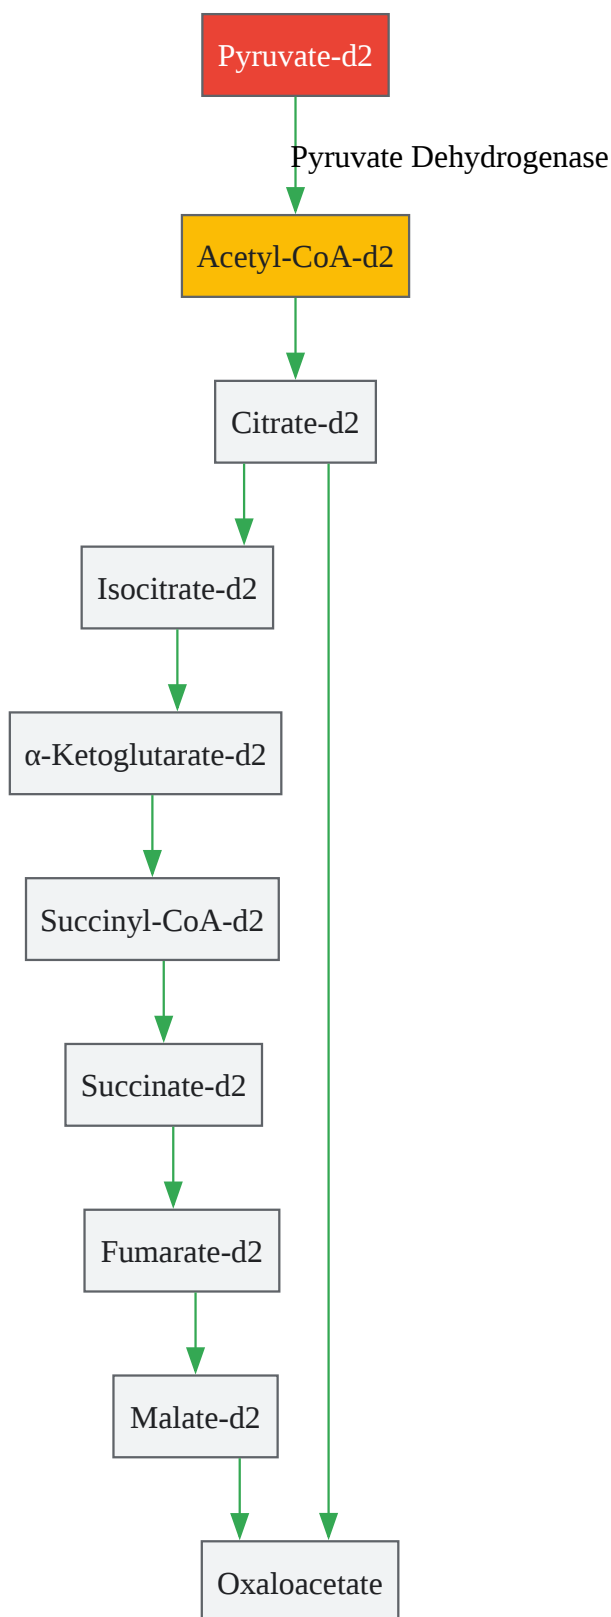 Pyruvate-d2
Pyruvate Dehydrogenase
Acetyl-CoA-d2
Citrate-d2
Isocitrate-d2
α-Ketoglutarate-d2
Succinyl-CoA-d2
Succinate-d2
Fumarate-d2
Malate-d2
Oxaloacetate